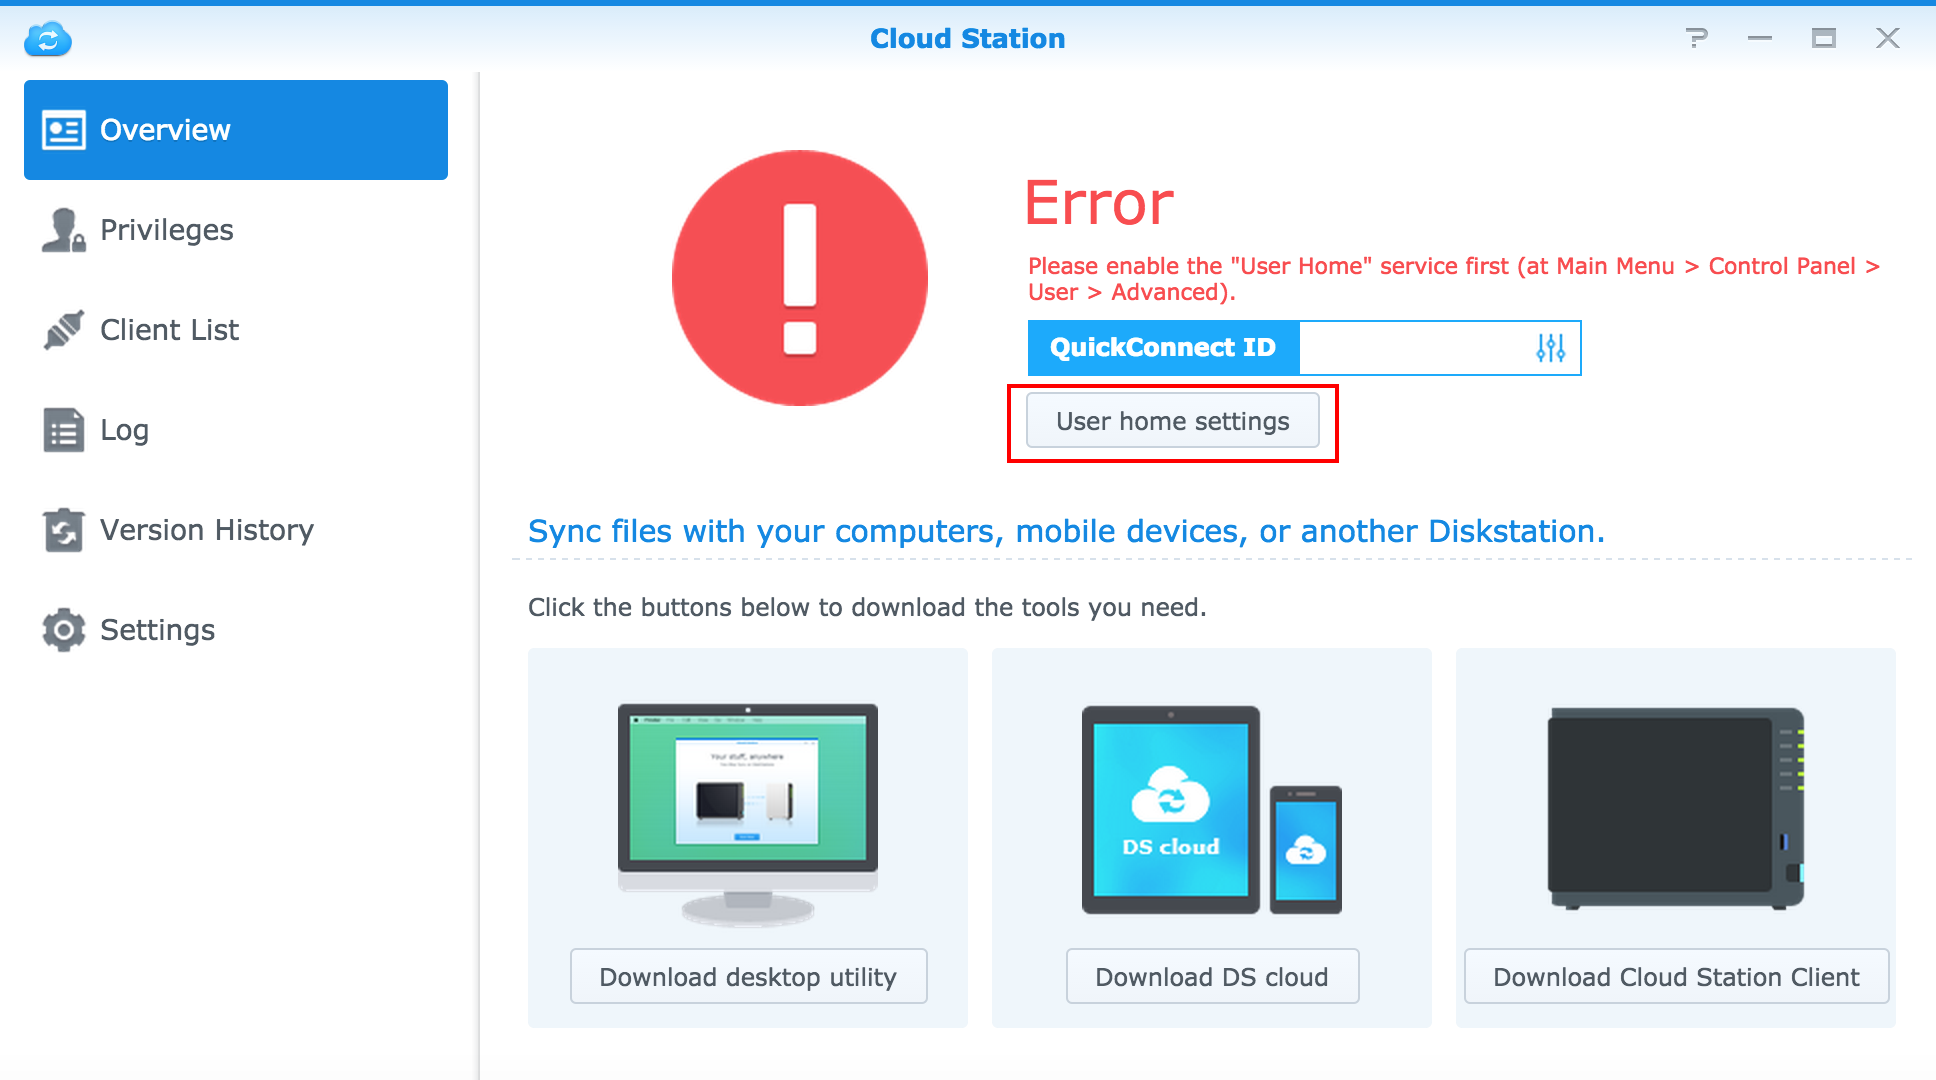 Cloud Station
Overview
Privileges
Client List
Log
Version History
Settings
Error
Please enable the "User Home" service first (at Main Menu > Control Panel >
User > Advanced).
QuickConnect ID
User home settings
Sync files with your computers, mobile devices, or another Diskstation.
Click the buttons below to download the tools you need.
Your stuff, anywhere
DS cloud
Download desktop utility
Download DS cloud
Download Cloud Station Client